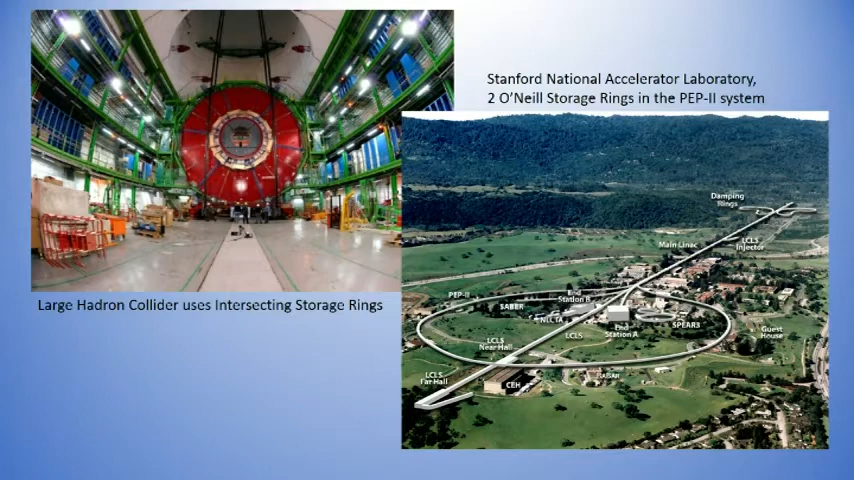 Stanford National Accelerator Laboratory,
2 O'Neill Storage Rings in the PEP-II system
Large Hadron Collider uses Intersecting Storage Rings
Damping
Rings
Main Linac
LCLS
Injector
PEP-II
SABER
End
Station B
NLCTA
LCLS
End
Station A
SPEAR3
Guest
House
LCLS
Near Hall
LCLS
Far Hall
CEH
BABAR